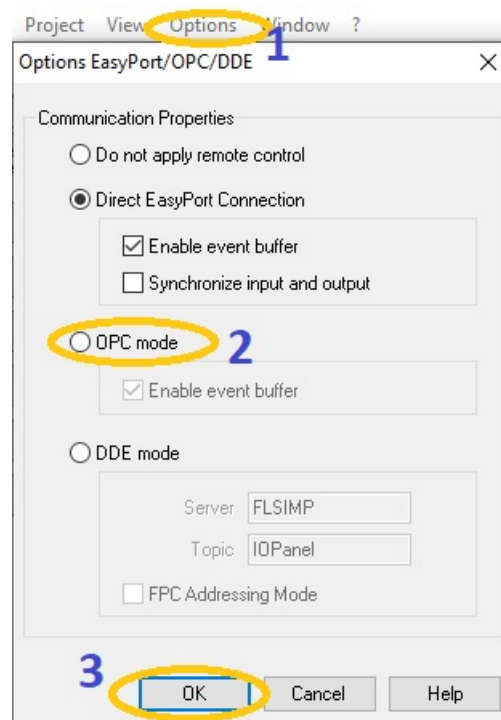 Project View Options Window ?
1
Options EasyPort/OPC/DDE
Communication Properties
Do not apply remote control
Direct EasyPort Connection
Enable event buffer
Synchronize input and output
OPC mode 2
Enable event buffer
DDE mode
Server FLSIMP
Topic IOPanel
FPC Addressing Mode
3
OK Cancel Help